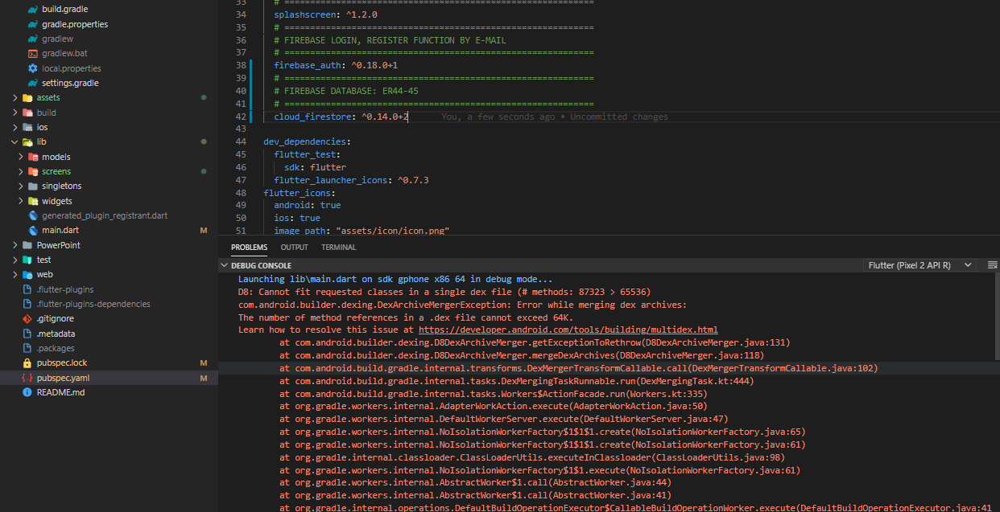 build.gradle
gradle.properties
gradlew
gradlew.bat
local.properties
settings.gradle
assets
build
ios
lib
models
screens
singletons
widgets
generated_plugin_registrant.dart
main.dart M
PowerPoint
test
web
.flutter-plugins
.flutter-plugins-dependencies
.gitignore
.metadata
.packages
pubspec.lock M
pubspec.yaml M
README.md
33 # ============================================================
34 splashscreen: ^1.2.0
35 # ============================================================
36 # FIREBASE LOGIN, REGISTER FUNCTION BY E-MAIL
37 # ============================================================
38 firebase_auth: ^0.18.0+1
39 # ============================================================
40 # FIREBASE DATABASE: ER44-45
41 # ============================================================
42 cloud_firestore: ^0.14.0+2 You, a few seconds ago • Uncommitted changes
43
44 dev_dependencies:
45 flutter_test:
46 sdk: flutter
47 flutter_launcher_icons: ^0.7.3
48 flutter_icons:
49 android: true
50 ios: true
51 image_path: "assets/icon/icon.png"
PROBLEMS OUTPUT TERMINAL
DEBUG CONSOLE Flutter (Pixel 2 API R)
Launching lib\main.dart on sdk gphone x86 64 in debug mode...
D8: Cannot fit requested classes in a single dex file (# methods: 87323 > 65536)
com.android.builder.dexing.DexArchiveMergerException: Error while merging dex archives:
The number of method references in a .dex file cannot exceed 64K.
Learn how to resolve this issue at https://developer.android.com/tools/building/multidex.html
at com.android.builder.dexing.D8DexArchiveMerger.getExceptionToRethrow(D8DexArchiveMerger.java:131)
at com.android.builder.dexing.D8DexArchiveMerger.mergeDexArchives(D8DexArchiveMerger.java:118)
at com.android.build.gradle.internal.transforms.DexMergerTransformCallable.call(DexMergerTransformCallable.java:102)
at com.android.build.gradle.internal.tasks.DexMergingTaskRunnable.run(DexMergingTask.kt:444)
at com.android.build.gradle.internal.tasks.Workers$ActionFacade.run(Workers.kt:335)
at org.gradle.workers.internal.AdapterWorkAction.execute(AdapterWorkAction.java:50)
at org.gradle.workers.internal.DefaultWorkerServer.execute(DefaultWorkerServer.java:47)
at org.gradle.workers.internal.NoIsolationWorkerFactory$1$1$1.create(NoIsolationWorkerFactory.java:65)
at org.gradle.workers.internal.NoIsolationWorkerFactory$1$1$1.create(NoIsolationWorkerFactory.java:61)
at org.gradle.internal.classloader.ClassLoaderUtils.executeInClassloader(ClassLoaderUtils.java:98)
at org.gradle.workers.internal.NoIsolationWorkerFactory$1$1.execute(NoIsolationWorkerFactory.java:61)
at org.gradle.workers.internal.AbstractWorker$1.call(AbstractWorker.java:44)
at org.gradle.workers.internal.AbstractWorker$1.call(AbstractWorker.java:41)
at org.gradle.internal.operations.DefaultBuildOperationExecutor$CallableBuildOperationWorker.execute(DefaultBuildOperationExecutor.java:41